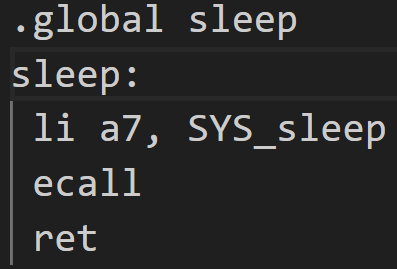 .global sleep
sleep:
 li a7, SYS_sleep
 ecall
 ret